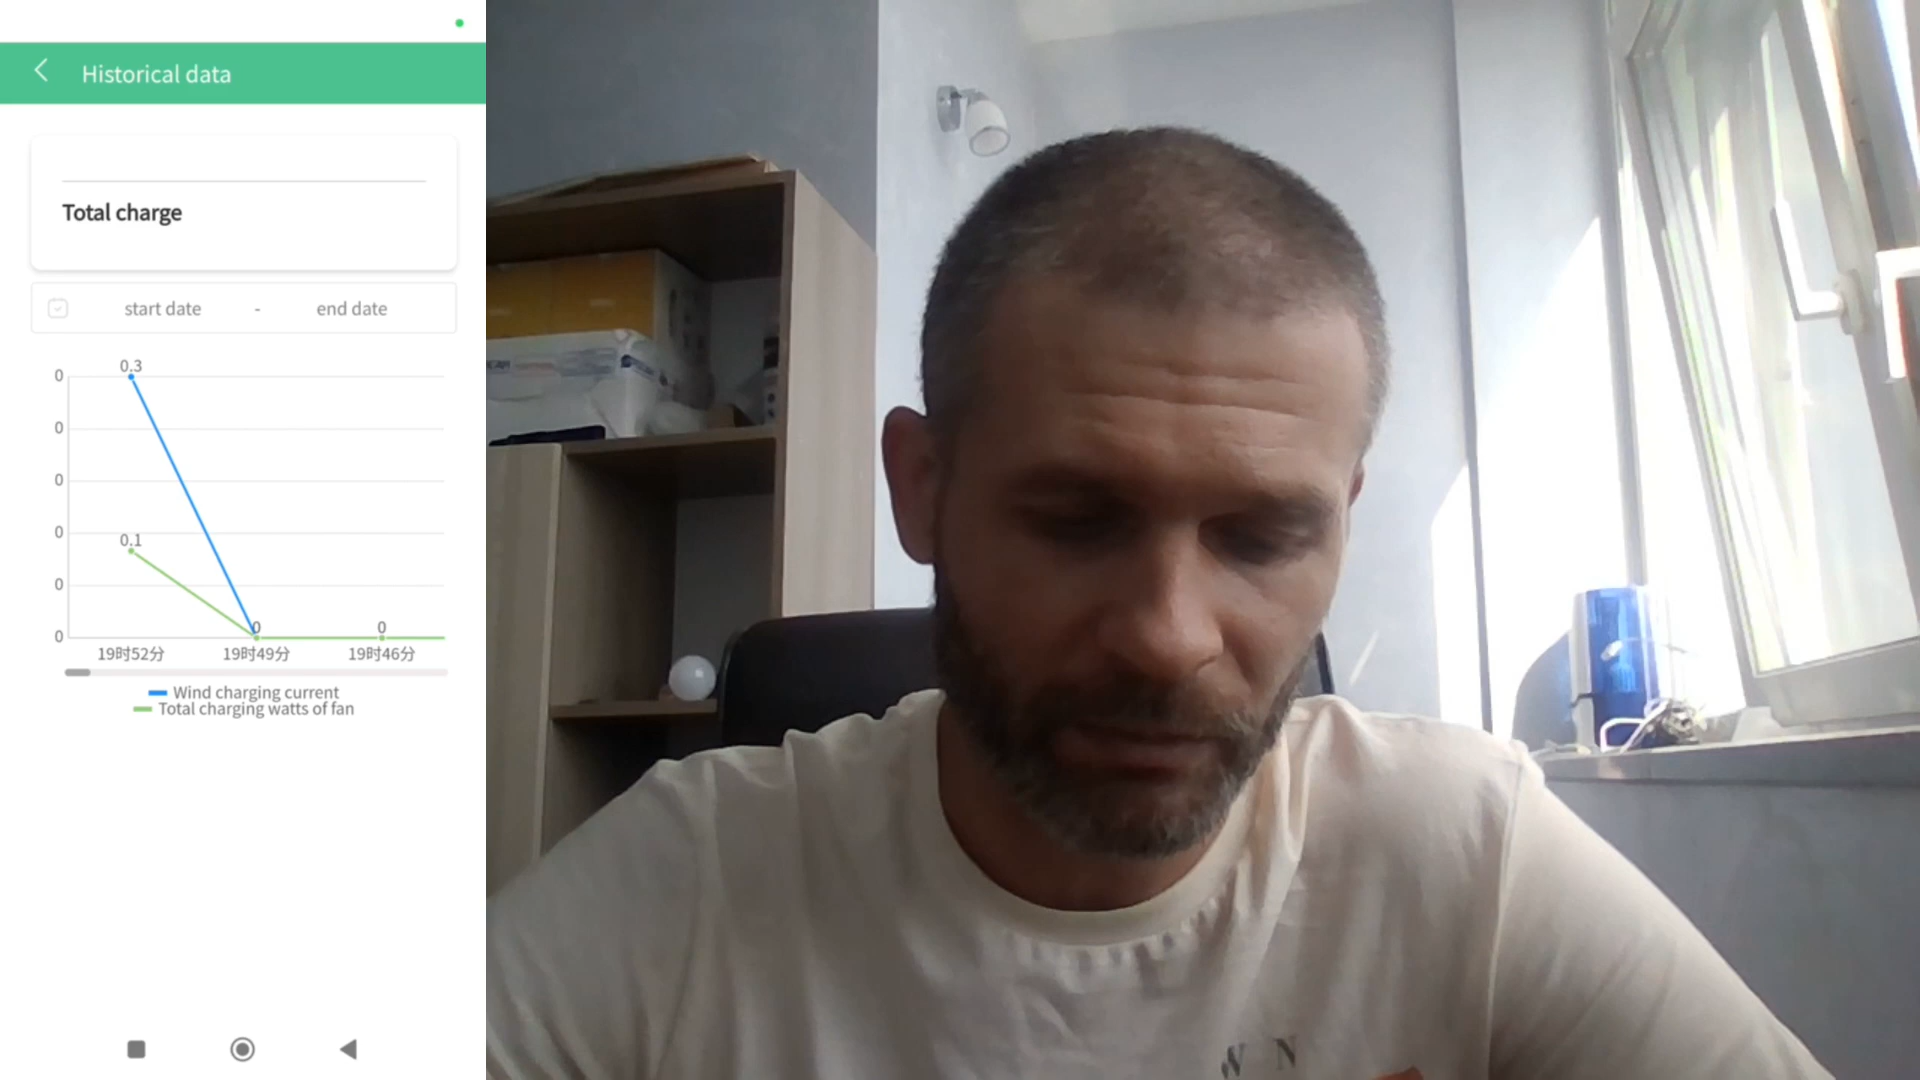 Historical data
Total charge
start date - end date
0.3
0
0
0
0
0.1
0
0
0
0
19时52分 19时49分 19时46分
Wind charging current
Total charging watts of fan
W N